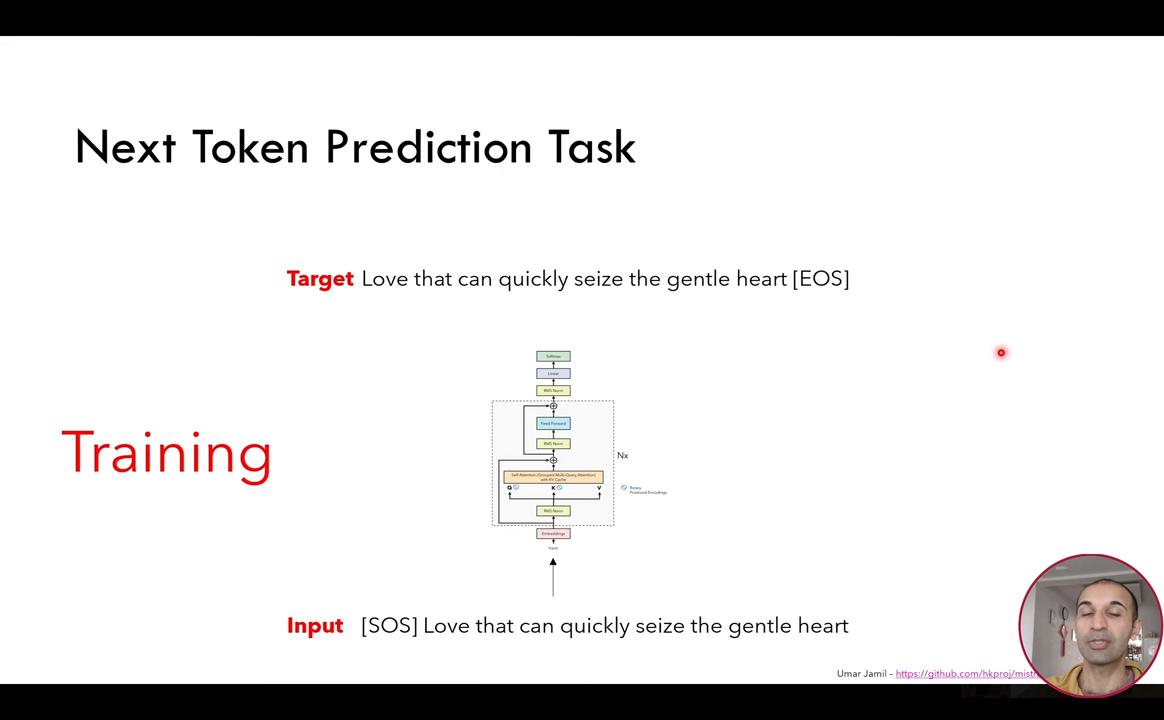 Next Token Prediction Task
Target Love that can quickly seize the gentle heart [EOS]
Softmax
Linear
RMS Norm
Feed Forward
RMS Norm
Nx
Self-Attention (Grouped Multi-Query Attention)
with KV Cache
Q K V
Rotary
Positional Encodings
RMS Norm
Embeddings
Input
Training
Input [SOS] Love that can quickly seize the gentle heart
Umar Jamil – https://github.com/hkproj/mist